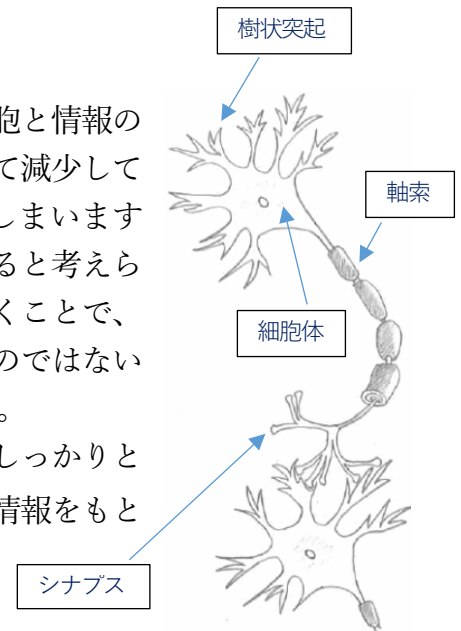 樹状突起
胞と情報の
て減少して
しまいます
軸索
ると考えら
くことで、
細胞体
のではない
。
しっかりと
情報をもと
シナプス